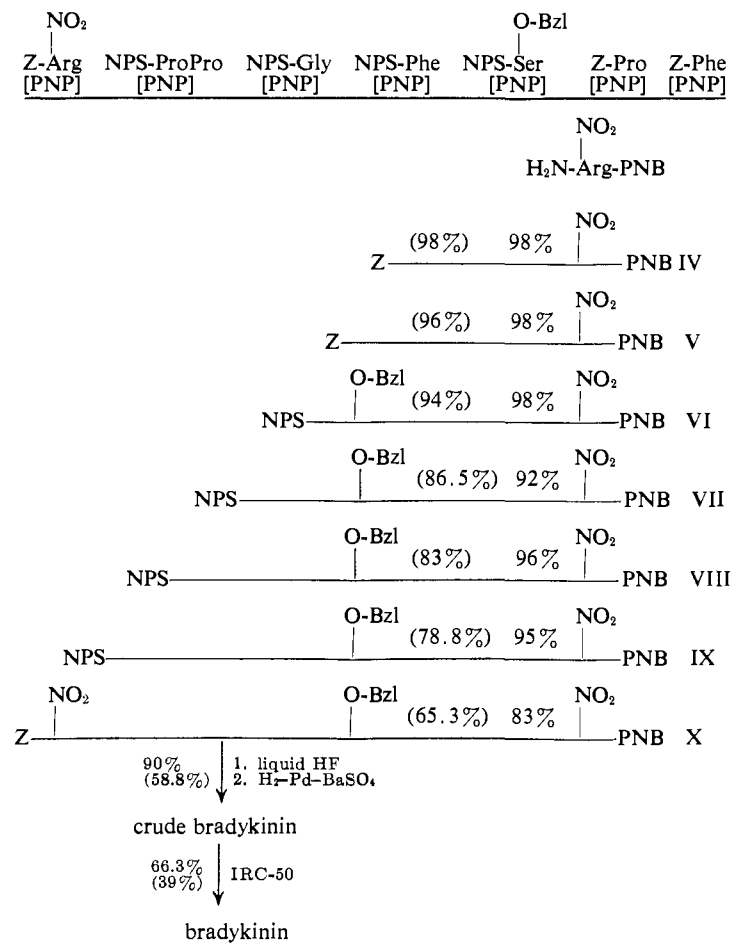 NO₂ O-Bzl
Z-Arg NPS-ProPro NPS-Gly NPS-Phe NPS-Ser Z-Pro Z-Phe
[PNP] [PNP] [PNP] [PNP] [PNP] [PNP] [PNP]
NO₂
H₂N-Arg-PNB
NO₂
(98%) 98%
Z PNB IV
NO₂
(96%) 98%
Z PNB V
O-Bzl NO₂
(94%) 98%
NPS PNB VI
O-Bzl NO₂
(86.5%) 92%
NPS PNB VII
O-Bzl NO₂
(83%) 96%
NPS PNB VIII
O-Bzl NO₂
(78.8%) 95%
NPS PNB IX
NO₂ O-Bzl NO₂
(65.3%) 83%
Z PNB X
90% 1. liquid HF
(58.8%) 2. H₂-Pd-BaSO₄
crude bradykinin
66.3%
(39%) IRC-50
bradykinin